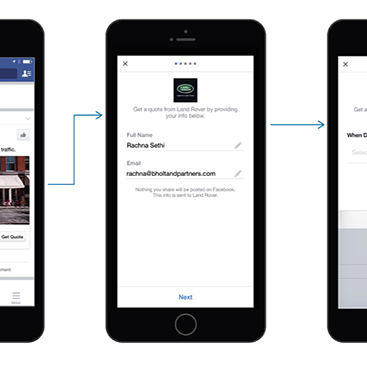 traffic.
Get Quote
LAND ROVER
Get a quote from Land Rover by providing
your info below.
Full Name
Rachna Sethi
Email
rachna@bholtandpartners.com
Nothing you share will be posted on Facebook.
This info is sent to Land Rover.
Next
Get a
When D
Selec